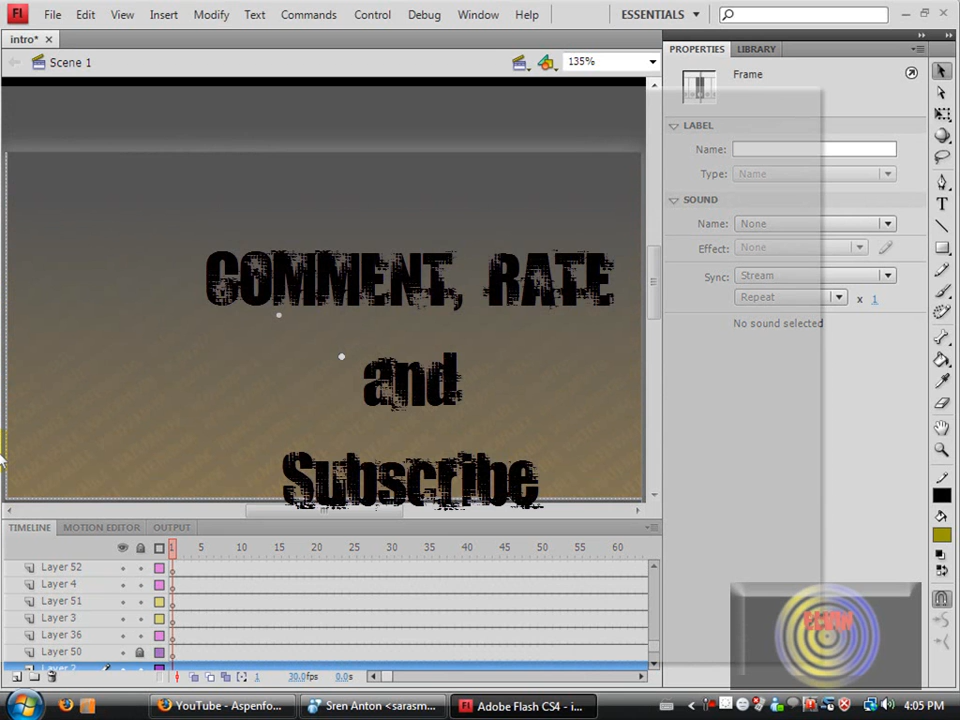 File Edit View Insert Modify Text Commands Control Debug Window Help ESSENTIALS
intro*
Scene 1
135%
PROPERTIES LIBRARY
Frame
LABEL
Name:
Type: Name
SOUND
Name: None
Effect: None
Sync: Stream
Repeat x 1
No sound selected
COMMENT, RATE
and
Subscribe
TIMELINE MOTION EDITOR OUTPUT
1 5 10 15 20 25 30 35 40 45 50 55 60
Layer 52
Layer 4
Layer 51
Layer 3
Layer 36
Layer 50
Layer 2
1 30.0fps 0.0s
ELVIN
YouTube - Aspenfo...
Sren Anton <sarasm...
Adobe Flash CS4 - i...
4:05 PM